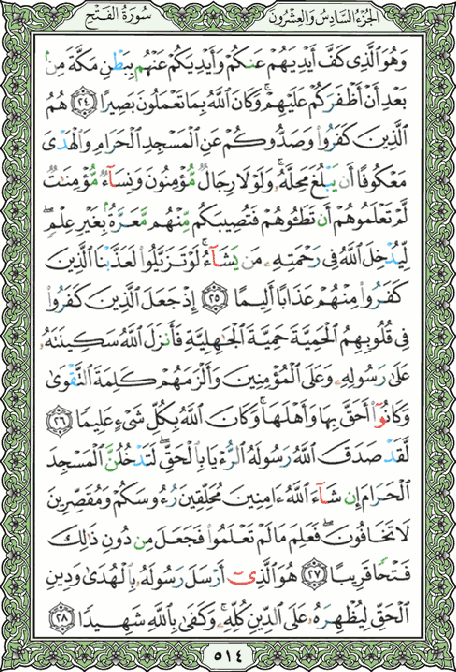 الجزء السادس والعشرون
سورة الفتح
وَهُوَ ٱلَّذِى كَفَّ أَيْدِيَهُمْ عَنكُمْ وَأَيْدِيَكُمْ عَنْهُم بِبَطْنِ مَكَّةَ مِنۢ
بَعْدِ أَنْ أَظْفَرَكُمْ عَلَيْهِمْ ۚ وَكَانَ ٱللَّهُ بِمَا تَعْمَلُونَ بَصِيرًا ٢٤ هُمُ
ٱلَّذِينَ كَفَرُوا۟ وَصَدُّوكُمْ عَنِ ٱلْمَسْجِدِ ٱلْحَرَامِ وَٱلْهَدْىَ
مَعْكُوفًا أَن يَبْلُغَ مَحِلَّهُۥ ۚ وَلَوْلَا رِجَالٌ مُّؤْمِنُونَ وَنِسَآءٌ مُّؤْمِنَٰتٌ
لَّمْ تَعْلَمُوهُمْ أَن تَطَـُٔوهُمْ فَتُصِيبَكُم مِّنْهُم مَّعَرَّةٌۢ بِغَيْرِ عِلْمٍ ۖ
لِّيُدْخِلَ ٱللَّهُ فِى رَحْمَتِهِۦ مَن يَشَآءُ ۚ لَوْ تَزَيَّلُوا۟ لَعَذَّبْنَا ٱلَّذِينَ
كَفَرُوا۟ مِنْهُمْ عَذَابًا أَلِيمًا ٢٥ إِذْ جَعَلَ ٱلَّذِينَ كَفَرُوا۟
فِى قُلُوبِهِمُ ٱلْحَمِيَّةَ حَمِيَّةَ ٱلْجَٰهِلِيَّةِ فَأَنزَلَ ٱللَّهُ سَكِينَتَهُۥ
عَلَىٰ رَسُولِهِۦ وَعَلَى ٱلْمُؤْمِنِينَ وَأَلْزَمَهُمْ كَلِمَةَ ٱلتَّقْوَىٰ
وَكَانُوٓا۟ أَحَقَّ بِهَا وَأَهْلَهَا ۚ وَكَانَ ٱللَّهُ بِكُلِّ شَىْءٍ عَلِيمًا ٢٦
لَّقَدْ صَدَقَ ٱللَّهُ رَسُولَهُ ٱلرُّءْيَا بِٱلْحَقِّ ۖ لَتَدْخُلُنَّ ٱلْمَسْجِدَ
ٱلْحَرَامَ إِن شَآءَ ٱللَّهُ ءَامِنِينَ مُحَلِّقِينَ رُءُوسَكُمْ وَمُقَصِّرِينَ
لَا تَخَافُونَ ۖ فَعَلِمَ مَا لَمْ تَعْلَمُوا۟ فَجَعَلَ مِن دُونِ ذَٰلِكَ
فَتْحًا قَرِيبًا ٢٧ هُوَ ٱلَّذِىٓ أَرْسَلَ رَسُولَهُۥ بِٱلْهُدَىٰ وَدِينِ
ٱلْحَقِّ لِيُظْهِرَهُۥ عَلَى ٱلدِّينِ كُلِّهِۦ ۚ وَكَفَىٰ بِٱللَّهِ شَهِيدًا ٢٨
٥١٤